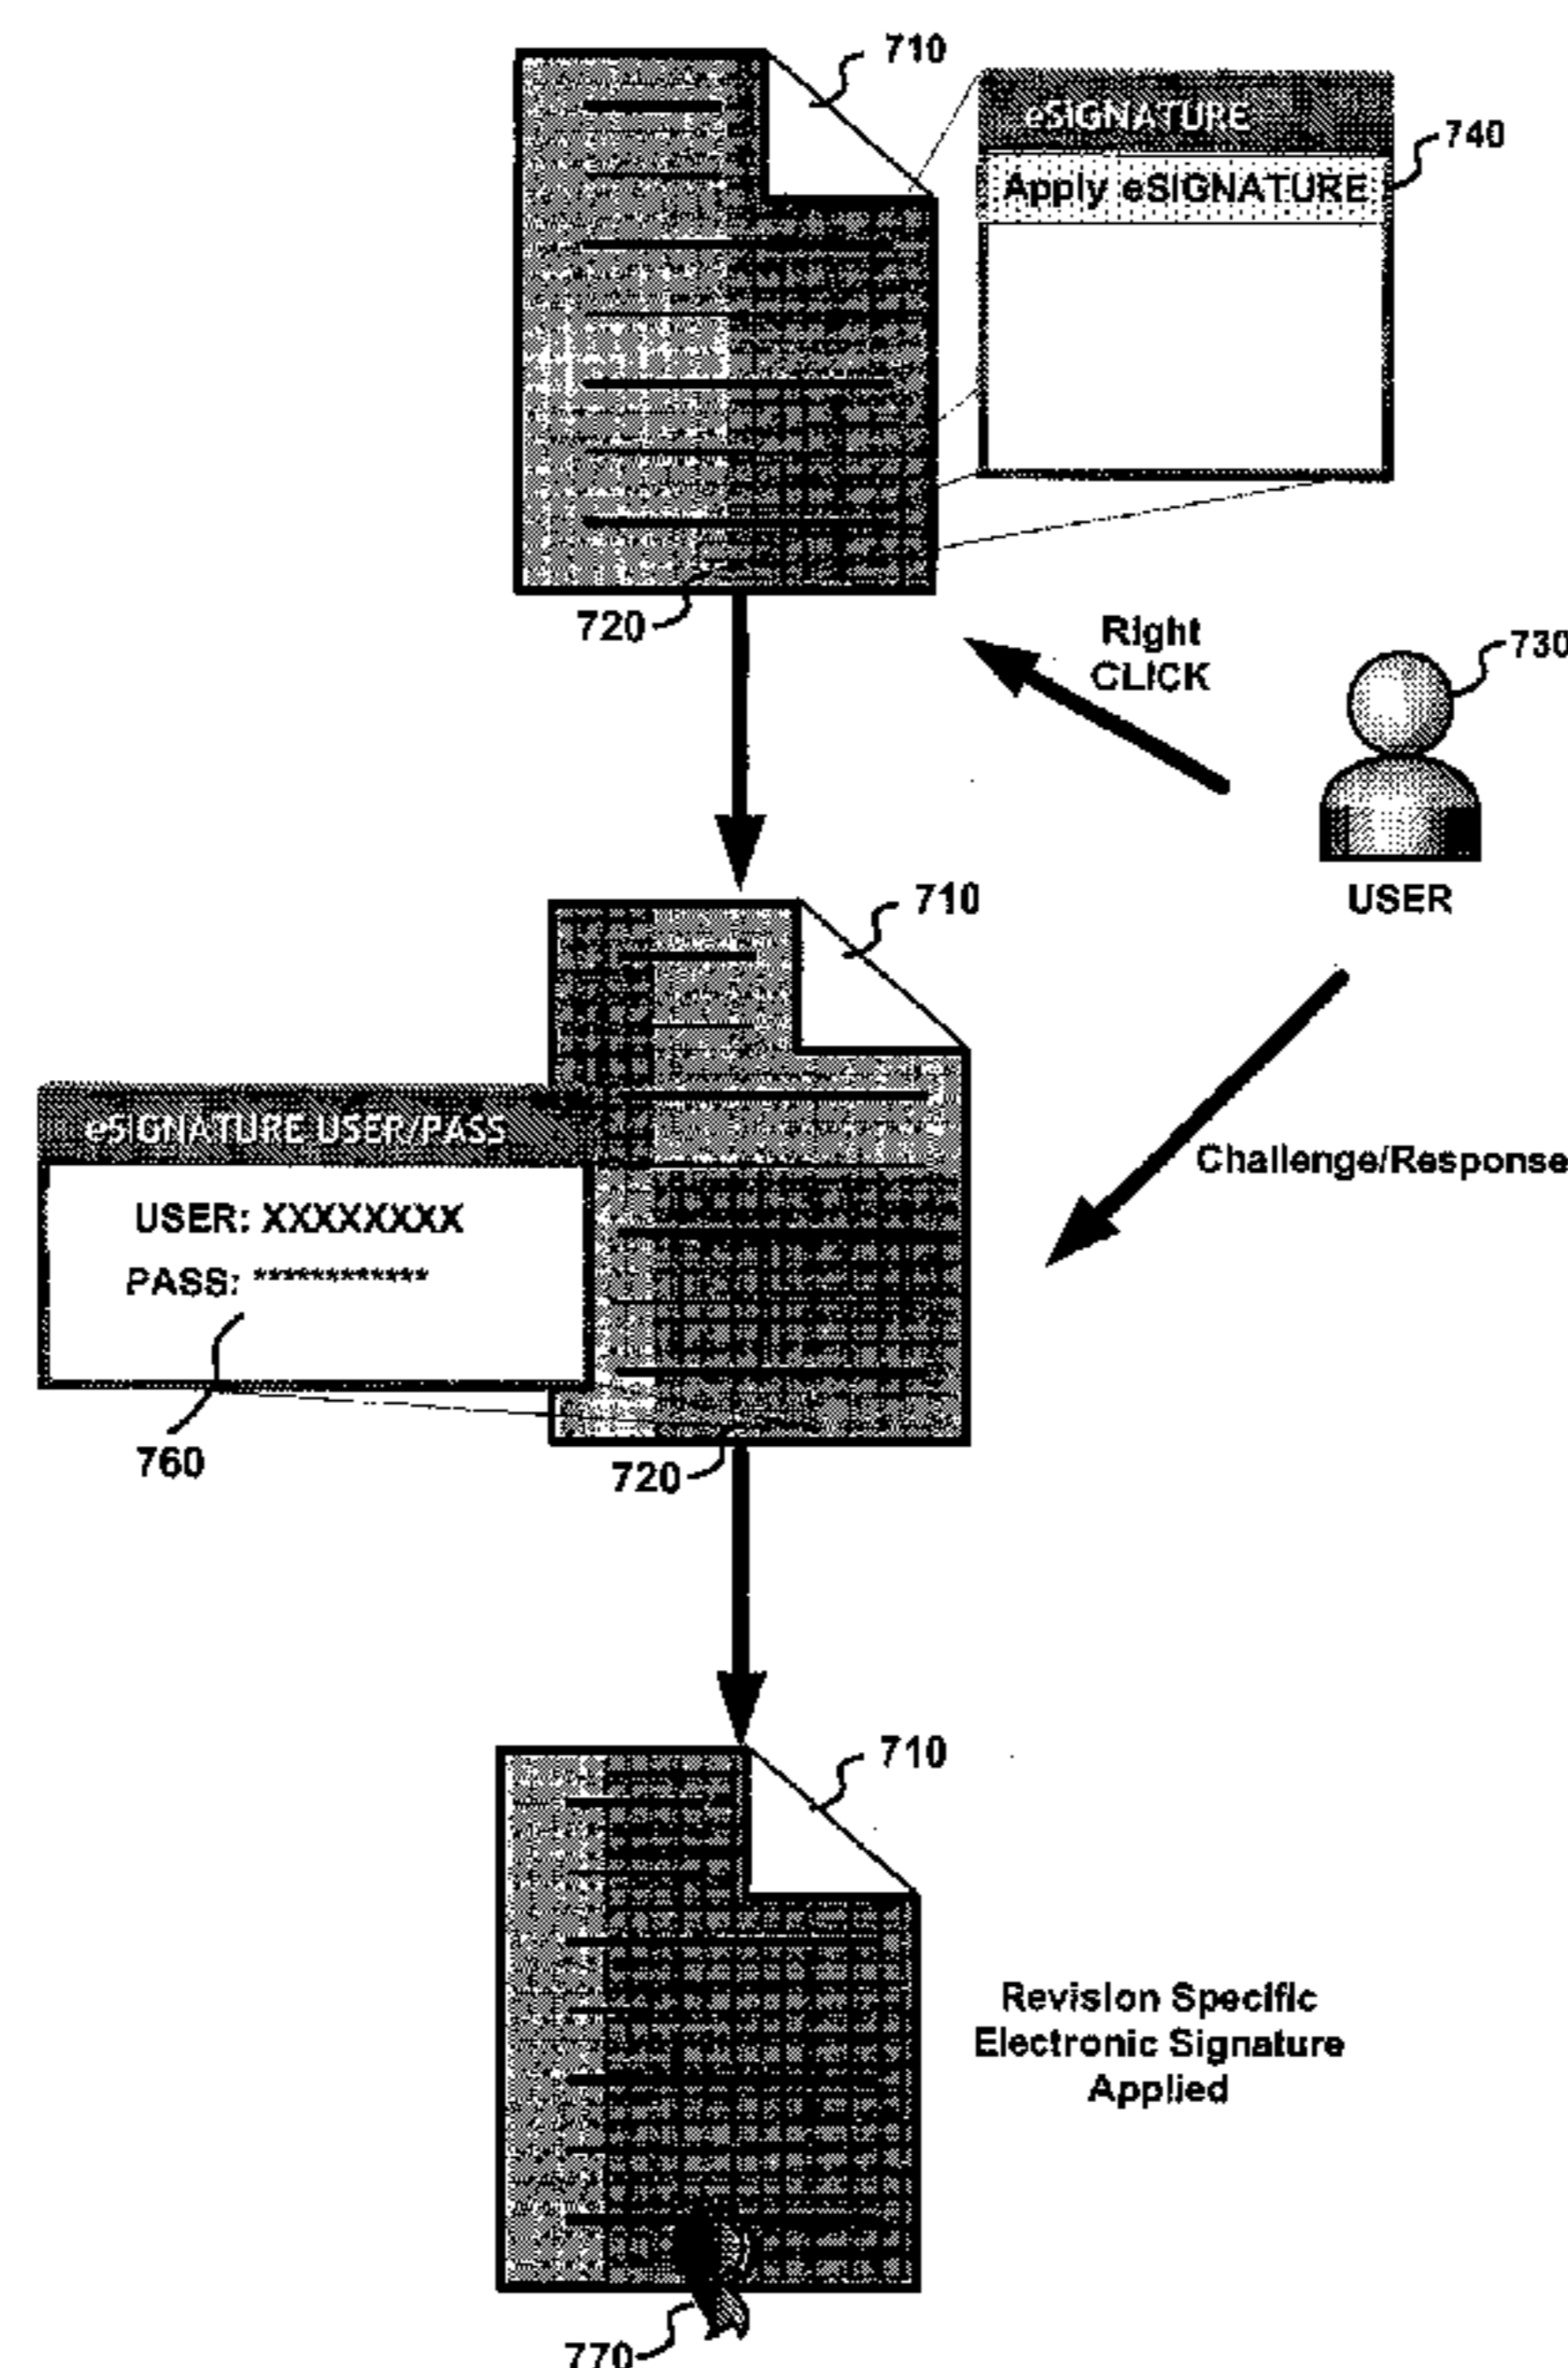 710
eSIGNATURE
740
Apply eSIGNATURE
720
Right
CLICK
730
USER
710
eSIGNATURE USER/PASS
USER: XXXXXXXX
PASS: ************
Challenge/Response
760
720
710
Revision Specific
Electronic Signature
Applied
770